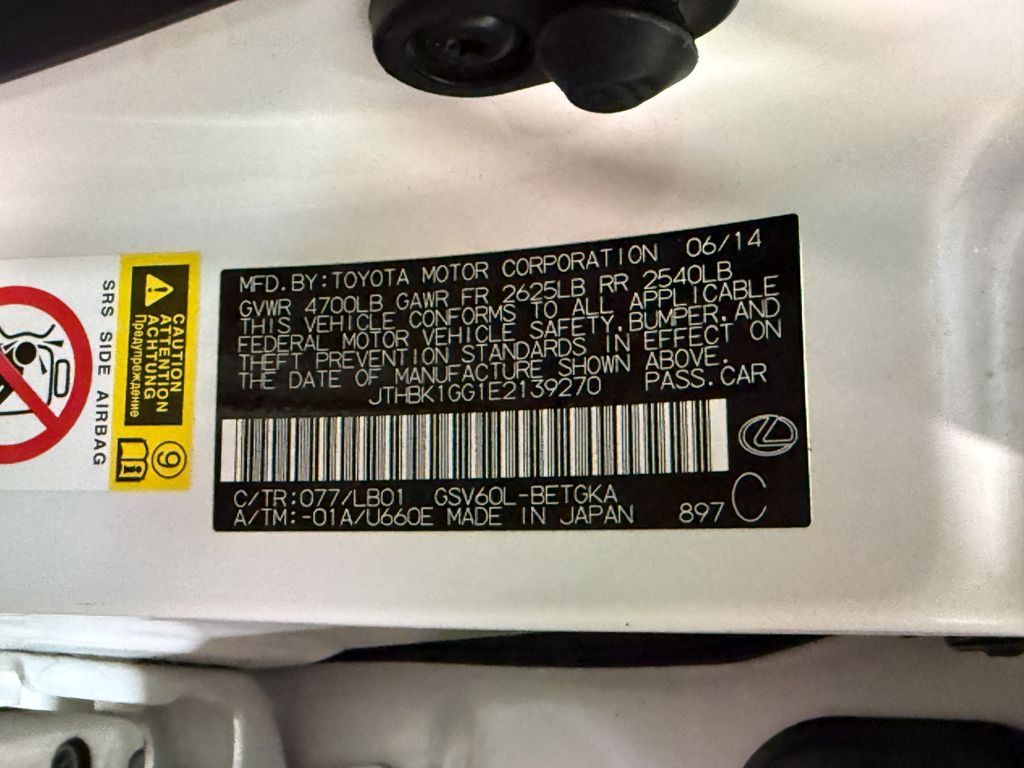 MFD.BY:TOYOTA MOTOR CORPORATION 06/14
GVWR 4700LB GAWR FR 2625LB RR 2540LB
THIS VEHICLE CONFORMS TO ALL APPLICABLE
FEDERAL MOTOR VEHICLE SAFETY,BUMPER,AND
THEFT PREVENTION STANDARDS IN EFFECT ON
THE DATE OF MANUFACTURE SHOWN ABOVE.
JTHBK1GG1E2139270 PASS.CAR
C/TR:077/LB01 GSV60L-BETGKA
A/TM:-01A/U660E MADE IN JAPAN 897 C
SRS SIDE AIRBAG
CAUTION
ATTENTION
ACHTUNG
Предупреждение
9